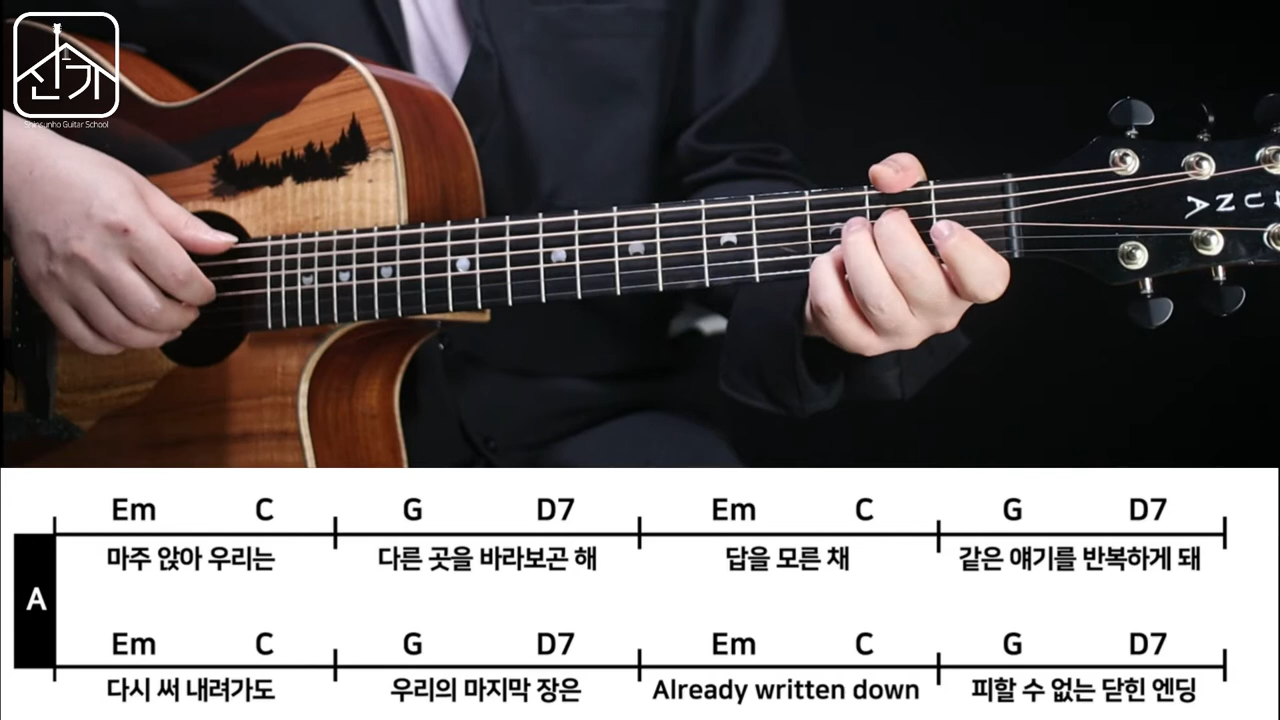 신기
Shinsunho Guitar School
LUNA
Em C G D7 Em C G D7
마주 앉아 우리는 다른 곳을 바라보곤 해 답을 모른 채 같은 얘기를 반복하게 돼
A
Em C G D7 Em C G D7
다시 써 내려가도 우리의 마지막 장은 Already written down 피할 수 없는 닫힌 엔딩